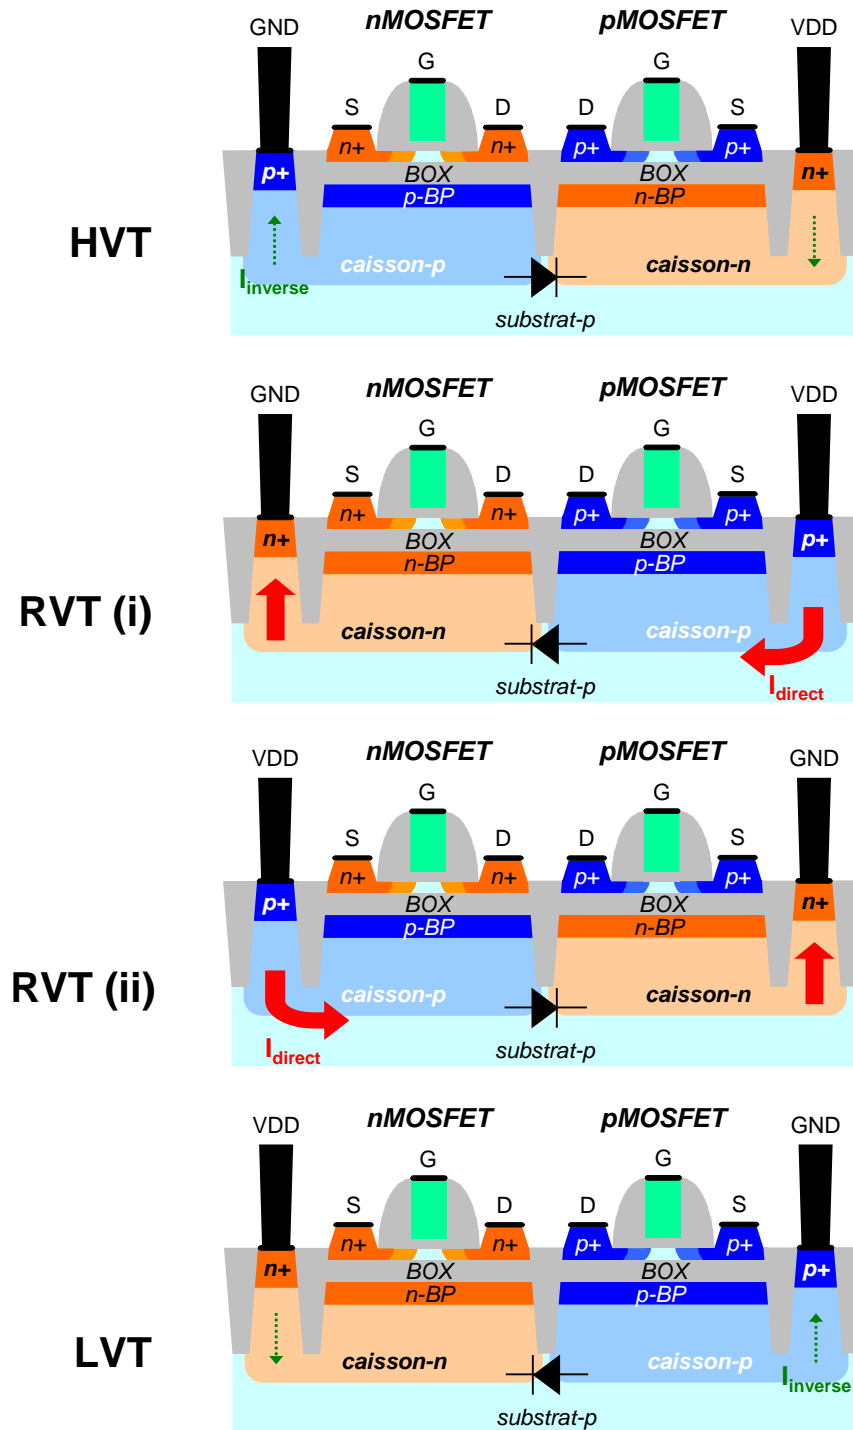 nMOSFET pMOSFET
GND VDD
G G
S D D S
n+ n+ p+ p+
p+ BOX BOX n+
p-BP n-BP
HVT
caisson-p caisson-n
Iinverse
substrat-p
nMOSFET pMOSFET
GND VDD
G G
S D D S
n+ n+ p+ p+
n+ BOX BOX p+
n-BP p-BP
RVT (i)
caisson-n caisson-p
substrat-p Idirect
nMOSFET pMOSFET
VDD GND
G G
S D D S
n+ n+ p+ p+
p+ BOX BOX n+
p-BP n-BP
RVT (ii)
caisson-p caisson-n
Idirect substrat-p
nMOSFET pMOSFET
VDD GND
G G
S D D S
n+ n+ p+ p+
n+ BOX BOX p+
n-BP p-BP
LVT
caisson-n caisson-p
Iinverse
substrat-p